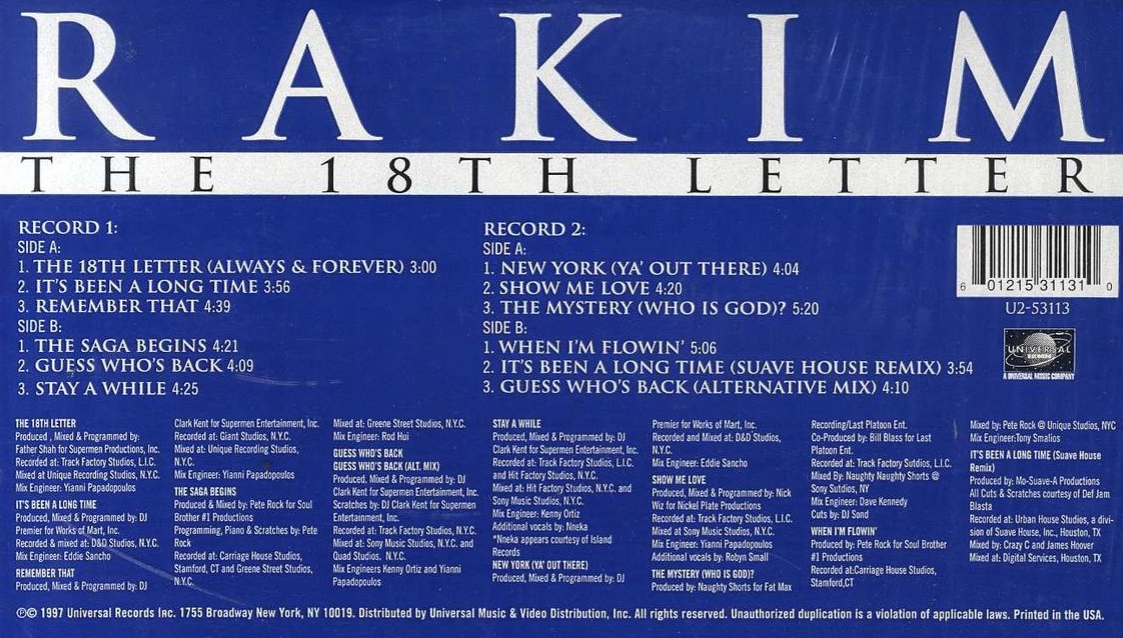 RAKIM
THE 18TH LETTER
RECORD 1:
SIDE A:
1. THE 18TH LETTER (ALWAYS & FOREVER) 3:00
2. IT'S BEEN A LONG TIME 3:56
3. REMEMBER THAT 4:39
SIDE B:
1. THE SAGA BEGINS 4:21
2. GUESS WHO'S BACK 4:09
3. STAY A WHILE 4:25
RECORD 2:
SIDE A:
1. NEW YORK (YA' OUT THERE) 4:04
2. SHOW ME LOVE 4:20
3. THE MYSTERY (WHO IS GOD)? 5:20
SIDE B:
1. WHEN I'M FLOWIN' 5:06
2. IT'S BEEN A LONG TIME (SUAVE HOUSE REMIX) 3:54
3. GUESS WHO'S BACK (ALTERNATIVE MIX) 4:10
6 01215 31131 0
U2-53113
UNIVERSAL
RECORDS
A UNIVERSAL MUSIC COMPANY
THE 18TH LETTER
Produced , Mixed & Programmed by:
Father Shah for Supermen Productions, Inc.
Recorded at: Track Factory Studios, L.I.C.
Mixed at Unique Recording Studios, N.Y.C.
Mix Engineer: Yianni Papadopoulos
IT'S BEEN A LONG TIME
Produced, Mixed & Programmed by: DJ
Premier for Works of Mart, Inc.
Recorded & mixed at: D&D Studios, N.Y.C.
Mix Engineer: Eddie Sancho
REMEMBER THAT
Produced, Mixed & Programmed by: DJ
Clark Kent for Supermen Entertainment, Inc.
Recorded at: Giant Studios, N.Y.C.
Mixed at: Unique Recording Studios,
N.Y.C.
Mix Engineer: Yianni Papadopoulos
THE SAGA BEGINS
Produced & Mixed by: Pete Rock for Soul
Brother #1 Productions
Programming, Piano & Scratches by: Pete
Rock
Recorded at: Carriage House Studios,
Stamford, CT and Greene Street Studios,
N.Y.C.
Mixed at: Greene Street Studios, N.Y.C.
Mix Engineer: Rod Hui
GUESS WHO'S BACK
GUESS WHO'S BACK (ALT. MIX)
Produced, Mixed & Programmed by: DJ
Clark Kent for Supermen Entertainment, Inc.
Scratches by: DJ Clark Kent for Supermen
Entertainment, Inc.
Recorded at: Track Factory Studios, N.Y.C.
Mixed at: Sony Music Studios, N.Y.C. and
Quad Studios. N.Y.C.
Mix Engineers Kenny Ortiz and Yianni
Papadopoulos
STAY A WHILE
Produced, Mixed & Programmed by: DJ
Clark Kent for Supermen Entertainment, Inc.
Recorded at: Track Factory Studios, L.I.C.
and Hit Factory Studios, N.Y.C.
Mixed at: Hit Factory Studios, N.Y.C. and
Sony Music Studios, N.Y.C.
Mix Engineer: Kenny Ortiz
Additional vocals by: Nneka
*Nneka appears courtesy of Island
Records
NEW YORK (YA' OUT THERE)
Produced, Mixed & Programmed by: DJ
Premier for Works of Mart, Inc.
Recorded and Mixed at: D&D Studios,
N.Y.C.
Mix Engineer: Eddie Sancho
SHOW ME LOVE
Produced, Mixed & Programmed by: Nick
Wiz for Nickel Plate Productions
Recorded at: Track Factory Studios, L.I.C.
Mixed at Sony Music Studios, N.Y.C.
Mix Engineer: Yianni Papadopoulos
Additional vocals by: Robyn Small
THE MYSTERY (WHO IS GOD)?
Produced by: Naughty Shorts for Fat Max
Recording/Last Platoon Ent.
Co-Produced by: Bill Blass for Last
Platoon Ent.
Recorded at: Track Factory Sutdios, L.I.C.
Mixed By: Naughty Naughty Shorts @
Sony Sutdios, NY
Mix Engineer: Dave Kennedy
Cuts by: DJ Sond
WHEN I'M FLOWIN'
Produced by: Pete Rock for Soul Brother
#1 Productions
Recorded at:Carriage House Studios,
Stamford,CT
Mixed by: Pete Rock @ Unique Studios, NYC
Mix Engineer:Tony Smalios
IT'S BEEN A LONG TIME (Suave House
Remix)
Produced by: Mo-Suave-A Productions
All Cuts & Scratches courtesy of Def Jam
Blasta
Recorded at: Urban House Studios, a divi-
sion of Suave House, Inc., Houston, TX
Mixed by: Crazy C and James Hoover
Mixed at: Digital Services, Houston, TX
℗© 1997 Universal Records Inc. 1755 Broadway New York, NY 10019. Distributed by Universal Music & Video Distribution, Inc. All rights reserved. Unauthorized duplication is a violation of applicable laws. Printed in the USA.